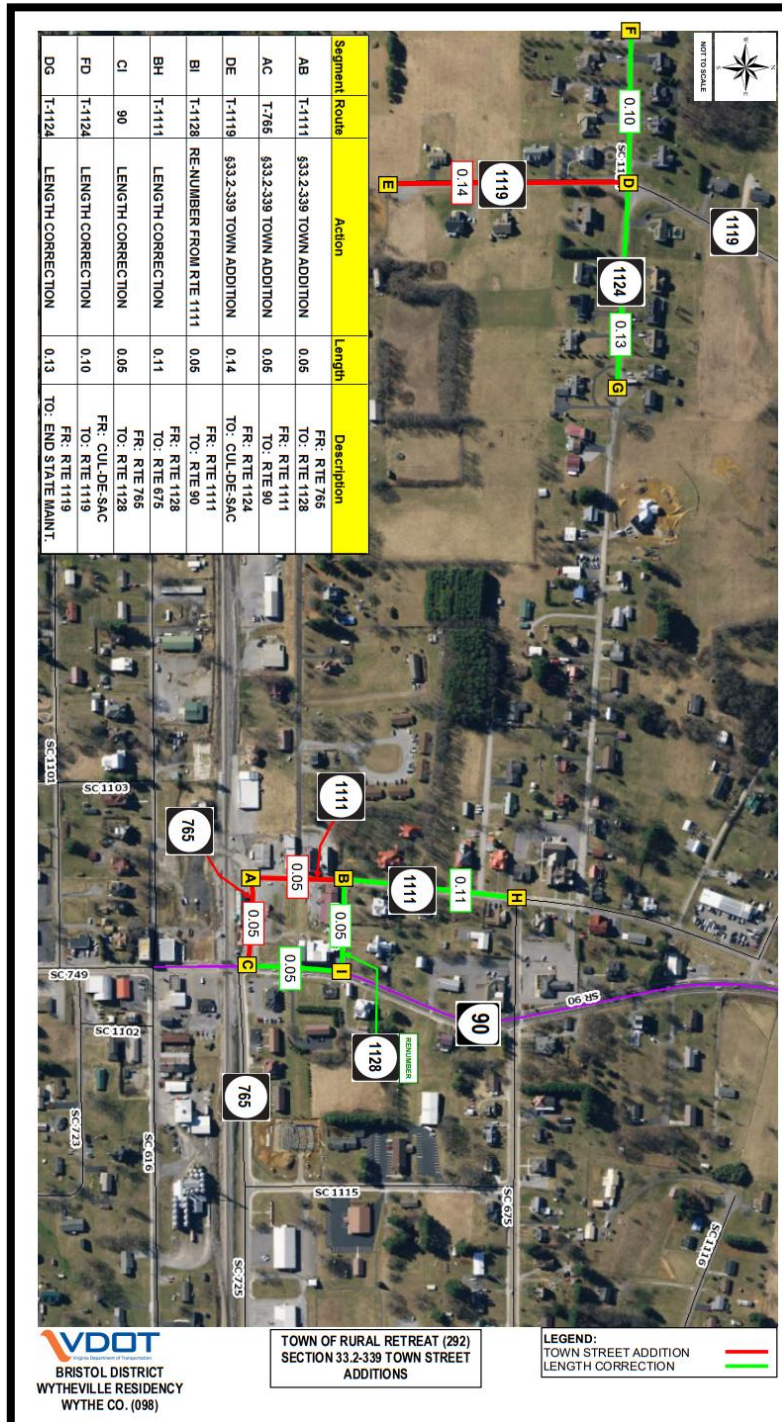 NOT TO SCALE
N
E
S
W
F
0.10
SC 11
D
1119
0.14
E
1119
1124
0.13
G
Segment Route Action Length Description
AB T-1111 §33.2-339 TOWN ADDITION 0.05 FR: RTE 765
TO: RTE 1128
AC T-765 §33.2-339 TOWN ADDITION 0.05 FR: RTE 1111
TO: RTE 90
DE T-1119 §33.2-339 TOWN ADDITION 0.14 FR: RTE 1124
TO: CUL-DE-SAC
BI T-1128 RE-NUMBER FROM RTE 1111 0.05 FR: RTE 1111
TO: RTE 90
BH T-1111 LENGTH CORRECTION 0.11 FR: RTE 1128
TO: RTE 675
CI 90 LENGTH CORRECTION 0.05 FR: RTE 765
TO: RTE 1128
FD T-1124 LENGTH CORRECTION 0.10 FR: CUL-DE-SAC
TO: RTE 1119
DG T-1124 LENGTH CORRECTION 0.13 FR: RTE 1119
TO: END STATE MAINT.
SC 1101
SC 1103
765
1111
A
0.05
B
1111
0.11
H
0.05
0.05
C
0.05
I
SC 749
90
SR 90
SC 1102
1128
RENUMBER
765
SC 723
SC 616
SC 1115
SC 675
SC 1116
SC 725
VDOT
Virginia Department of Transportation
BRISTOL DISTRICT
WYTHEVILLE RESIDENCY
WYTHE CO. (098)
TOWN OF RURAL RETREAT (292)
SECTION 33.2-339 TOWN STREET
ADDITIONS
LEGEND:
TOWN STREET ADDITION
LENGTH CORRECTION